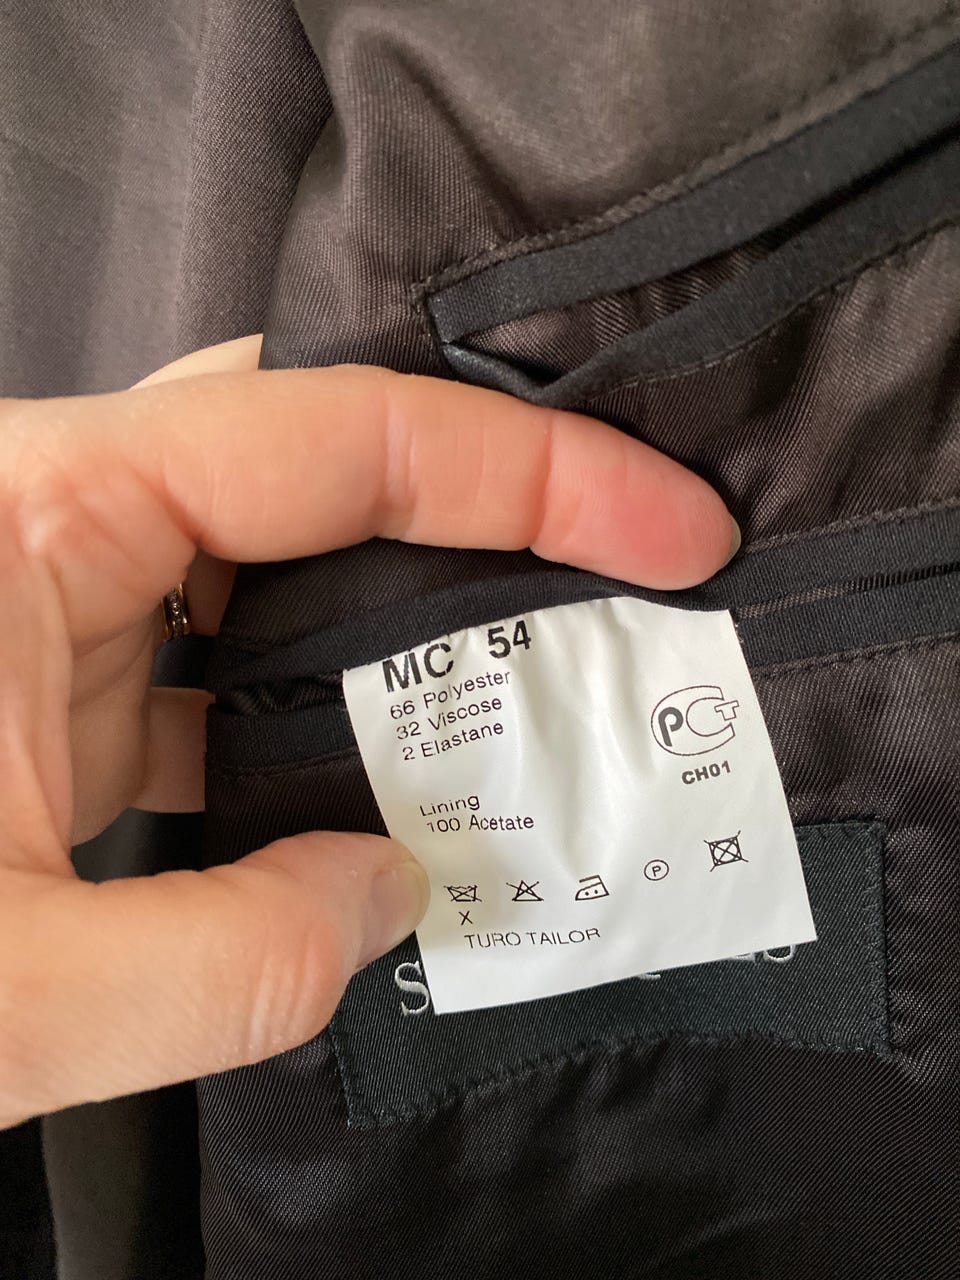 MC 54
66 Polyester
32 Viscose
2 Elastane
PCT
CH01
Lining
100 Acetate
P
X
TURO TAILOR